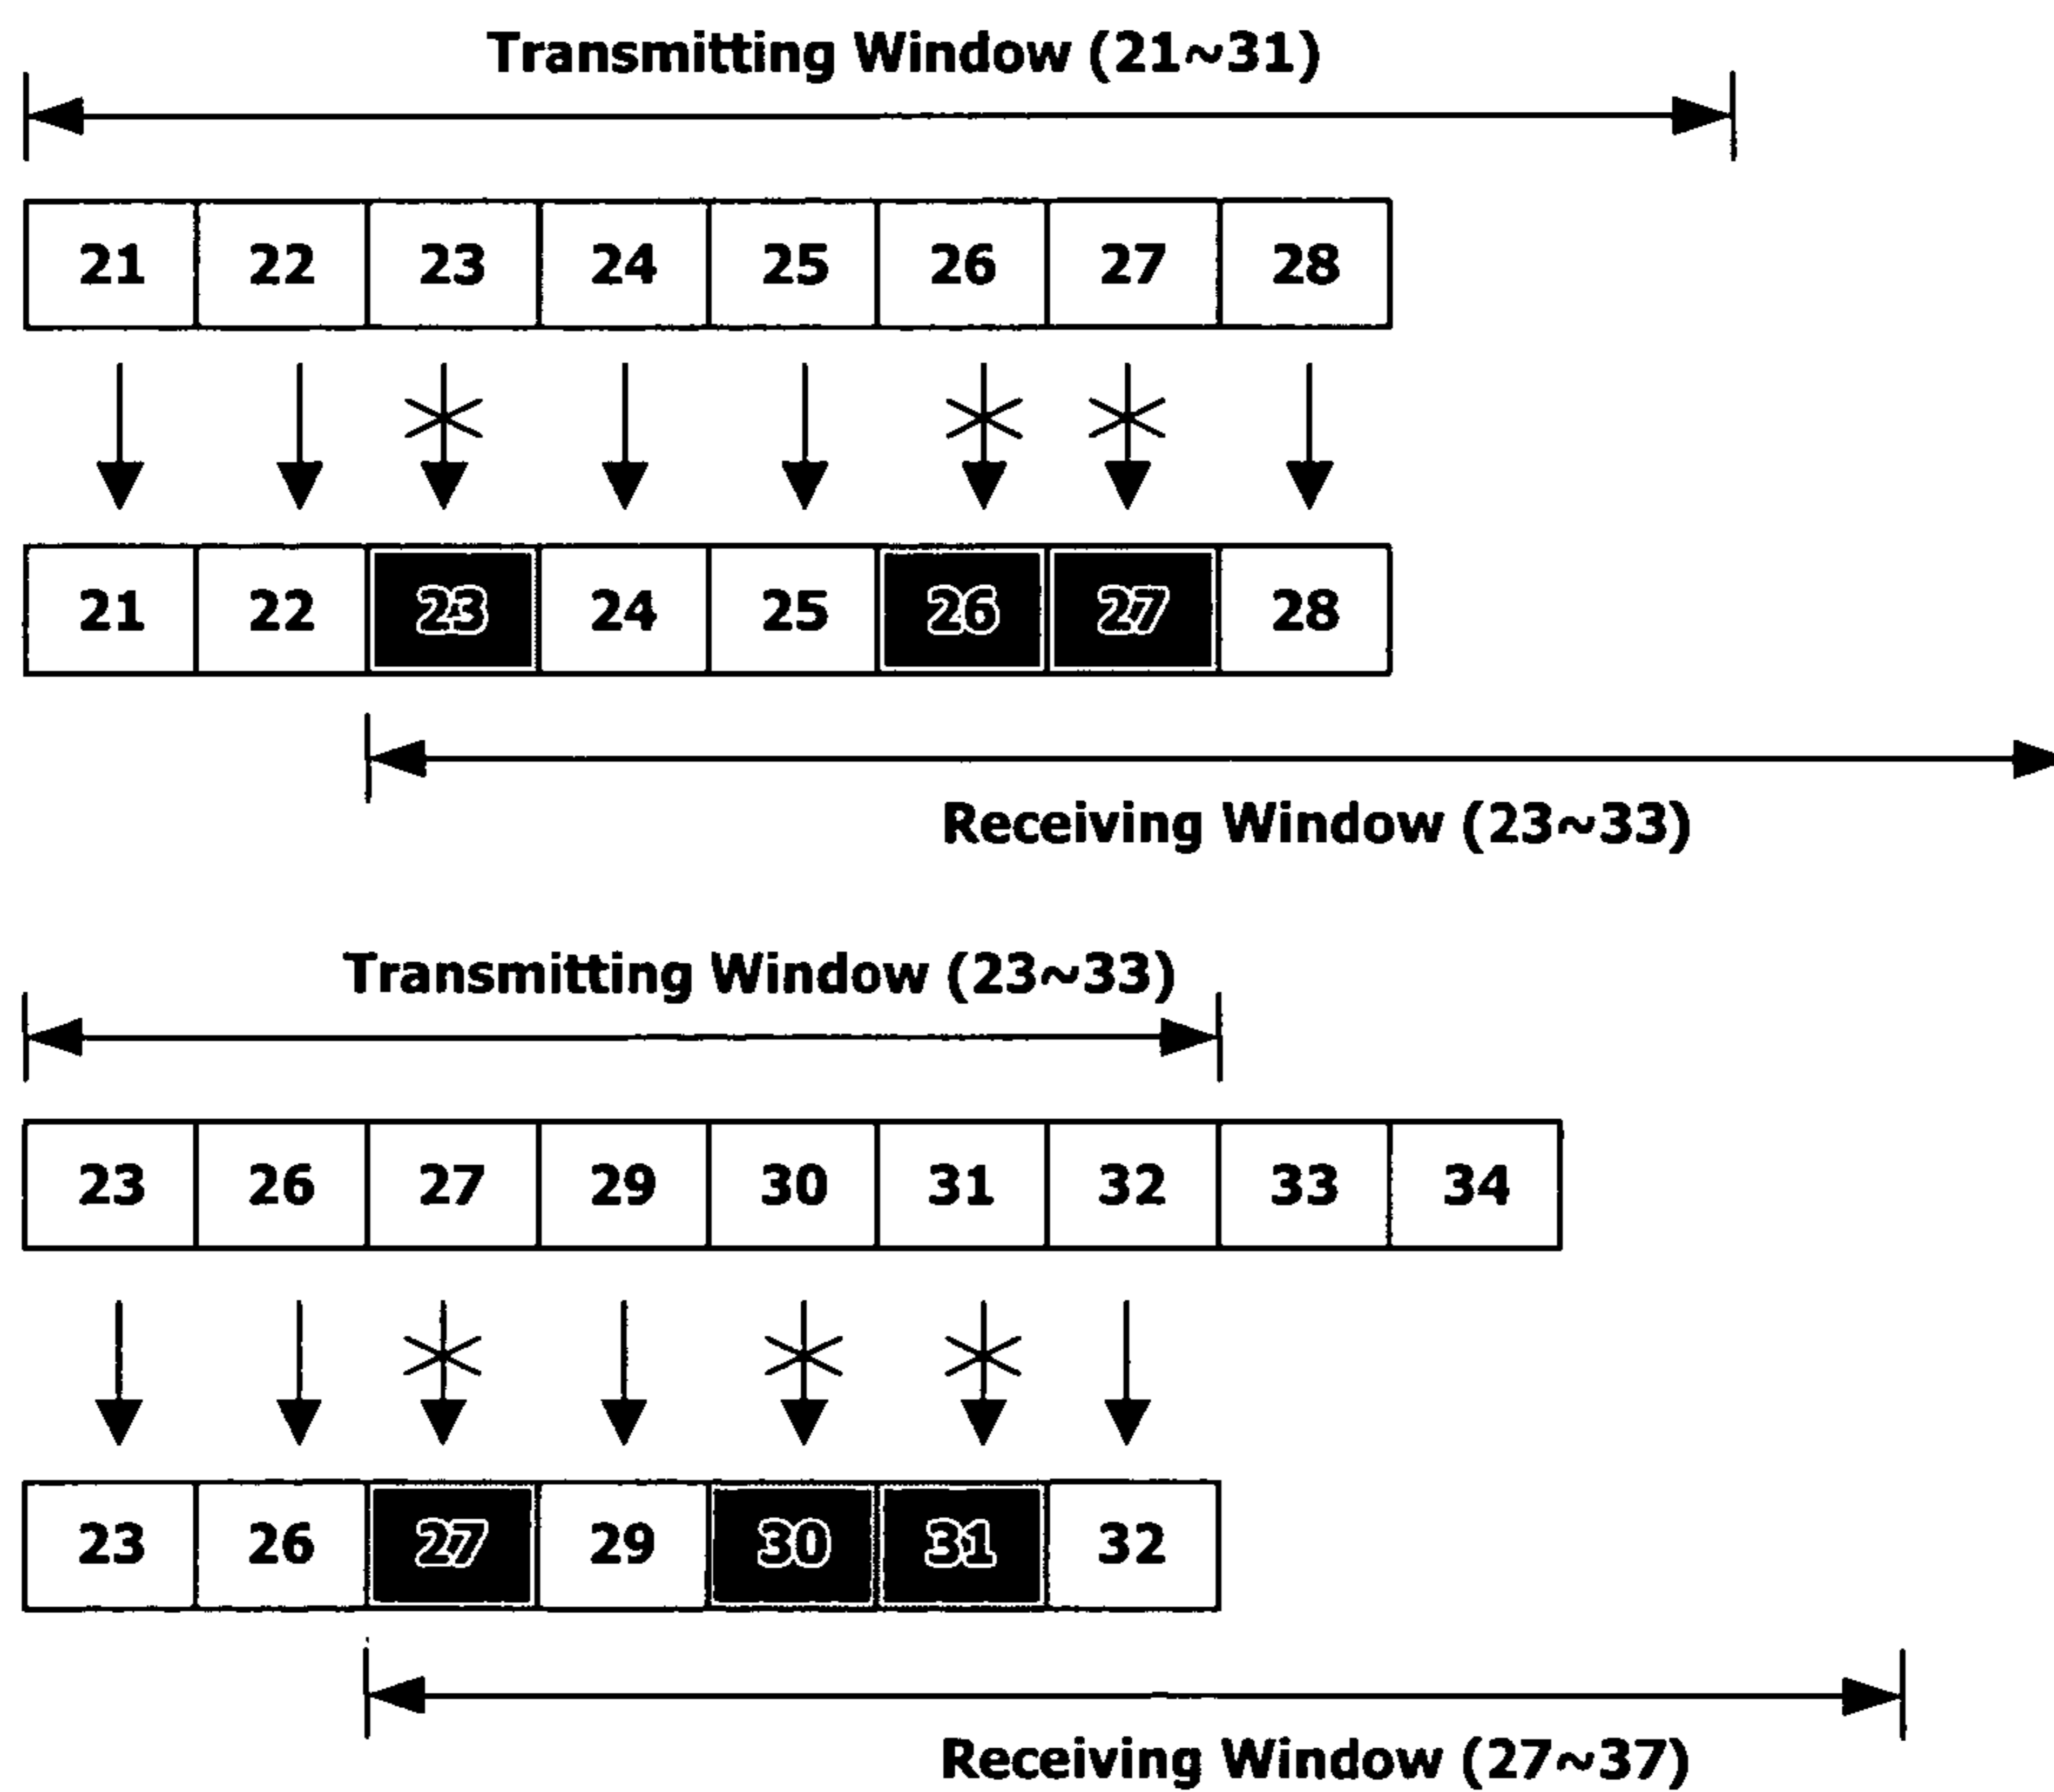 Transmitting Window (21~31)
21 22 23 24 25 26 27 28
21 22 23 24 25 26 27 28
Receiving Window (23~33)
Transmitting Window (23~33)
23 26 27 29 30 31 32 33 34
23 26 27 29 30 31 32
Receiving Window (27~37)